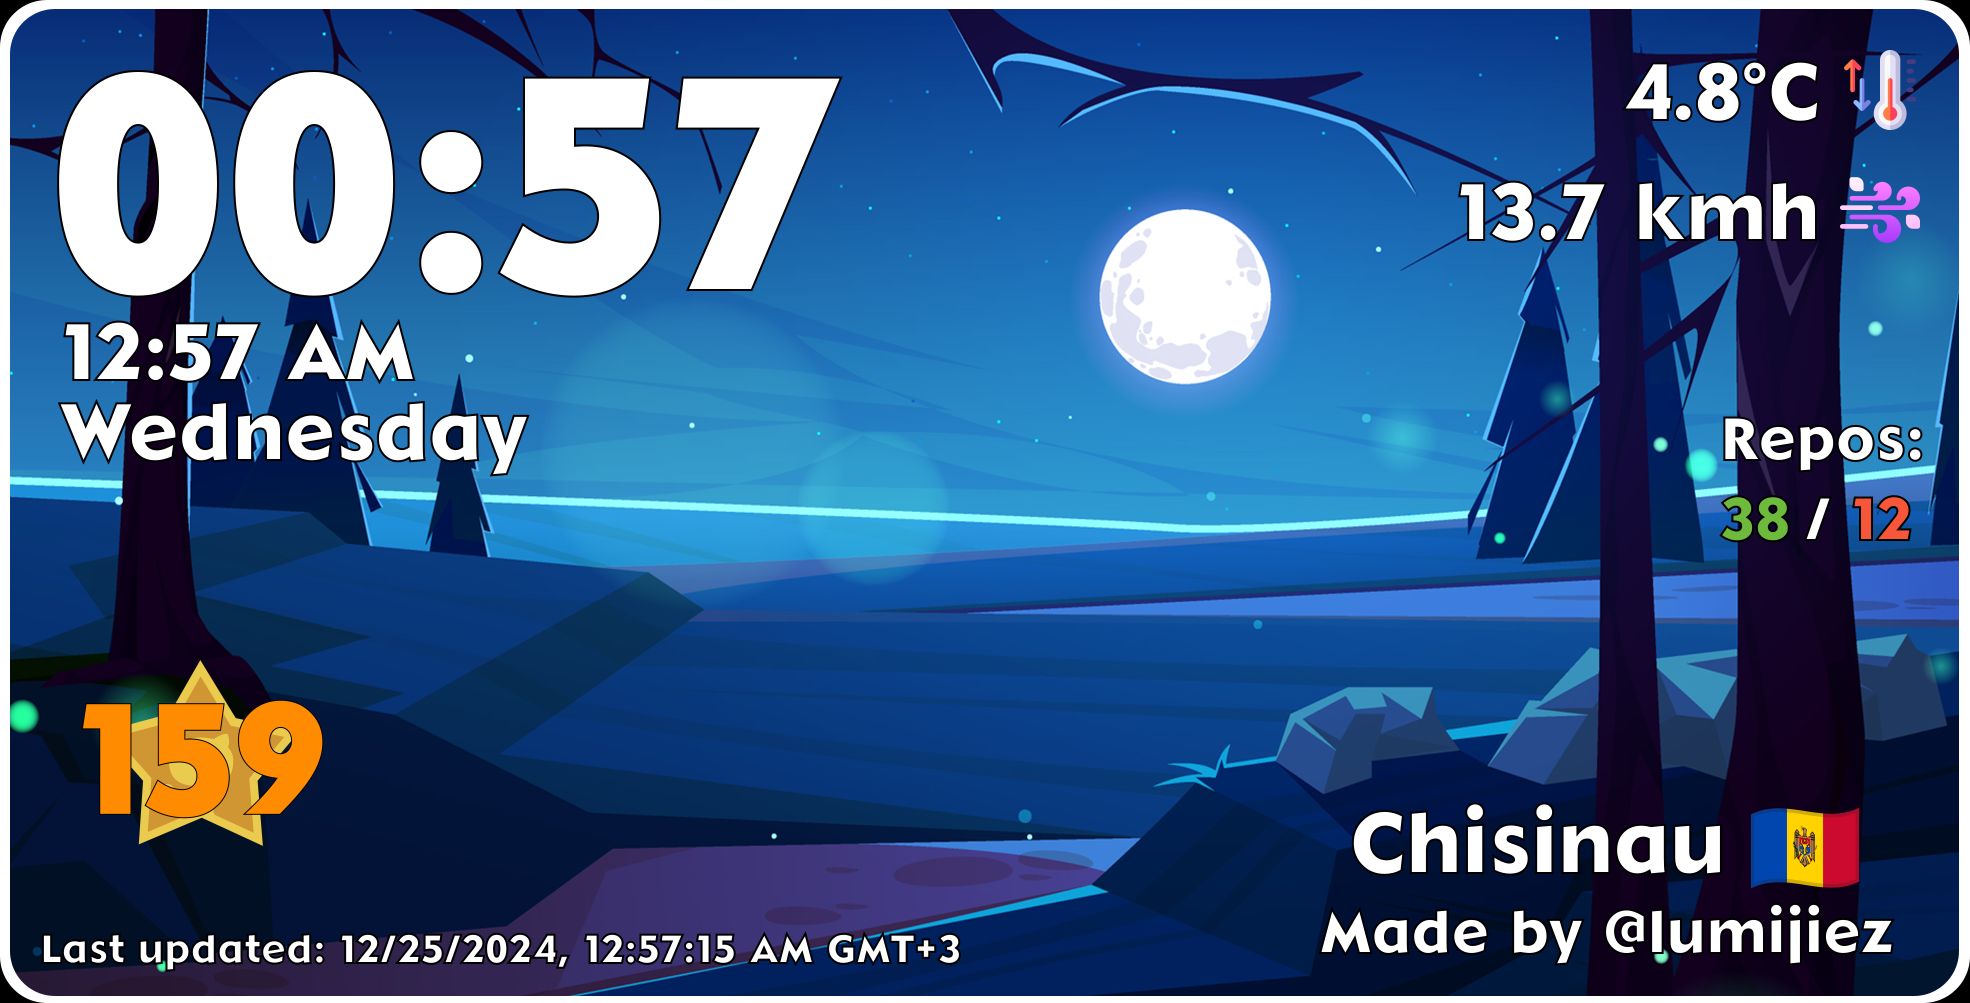 00:57
12:57 AM
Wednesday
4.8°C
13.7 kmh
Repos:
38 / 12
159
Chisinau
Made by @lumijiez
Last updated: 12/25/2024, 12:57:15 AM GMT+3